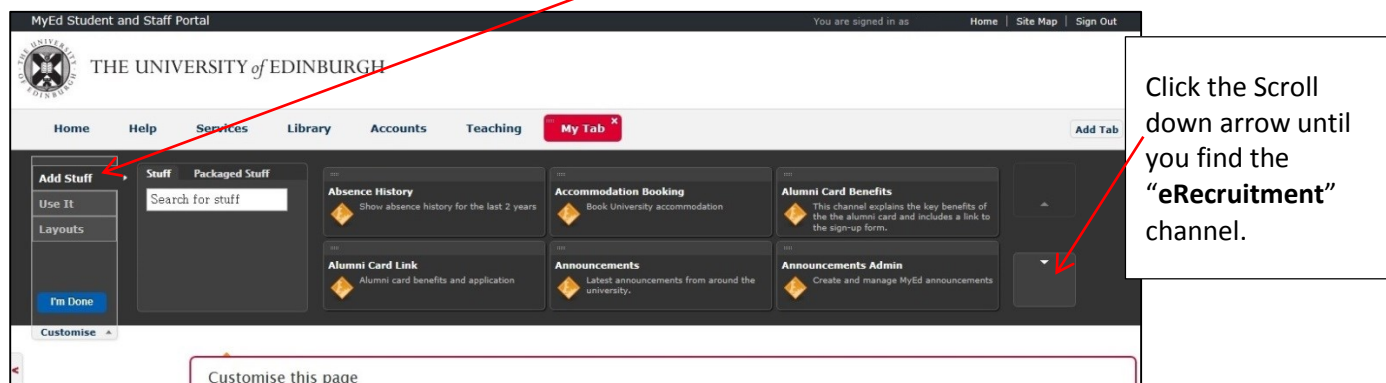 MyEd Student and Staff Portal
You are signed in as
Home | Site Map | Sign Out
THE UNIVERSITY of EDINBURGH
Home Help Services Library Accounts Teaching My Tab
Add Tab
Add Stuff
Use It
Layouts
I'm Done
Customise
Stuff Packaged Stuff
Search for stuff
Absence History
Show absence history for the last 2 years
Accommodation Booking
Book University accommodation
Alumni Card Benefits
This channel explains the key benefits of
the the alumni card and includes a link to
the sign-up form.
Alumni Card Link
Alumni card benefits and application
Announcements
Latest announcements from around the
university.
Announcements Admin
Create and manage MyEd announcements
Customise this page
Click the Scroll
down arrow until
you find the
“eRecruitment”
channel.